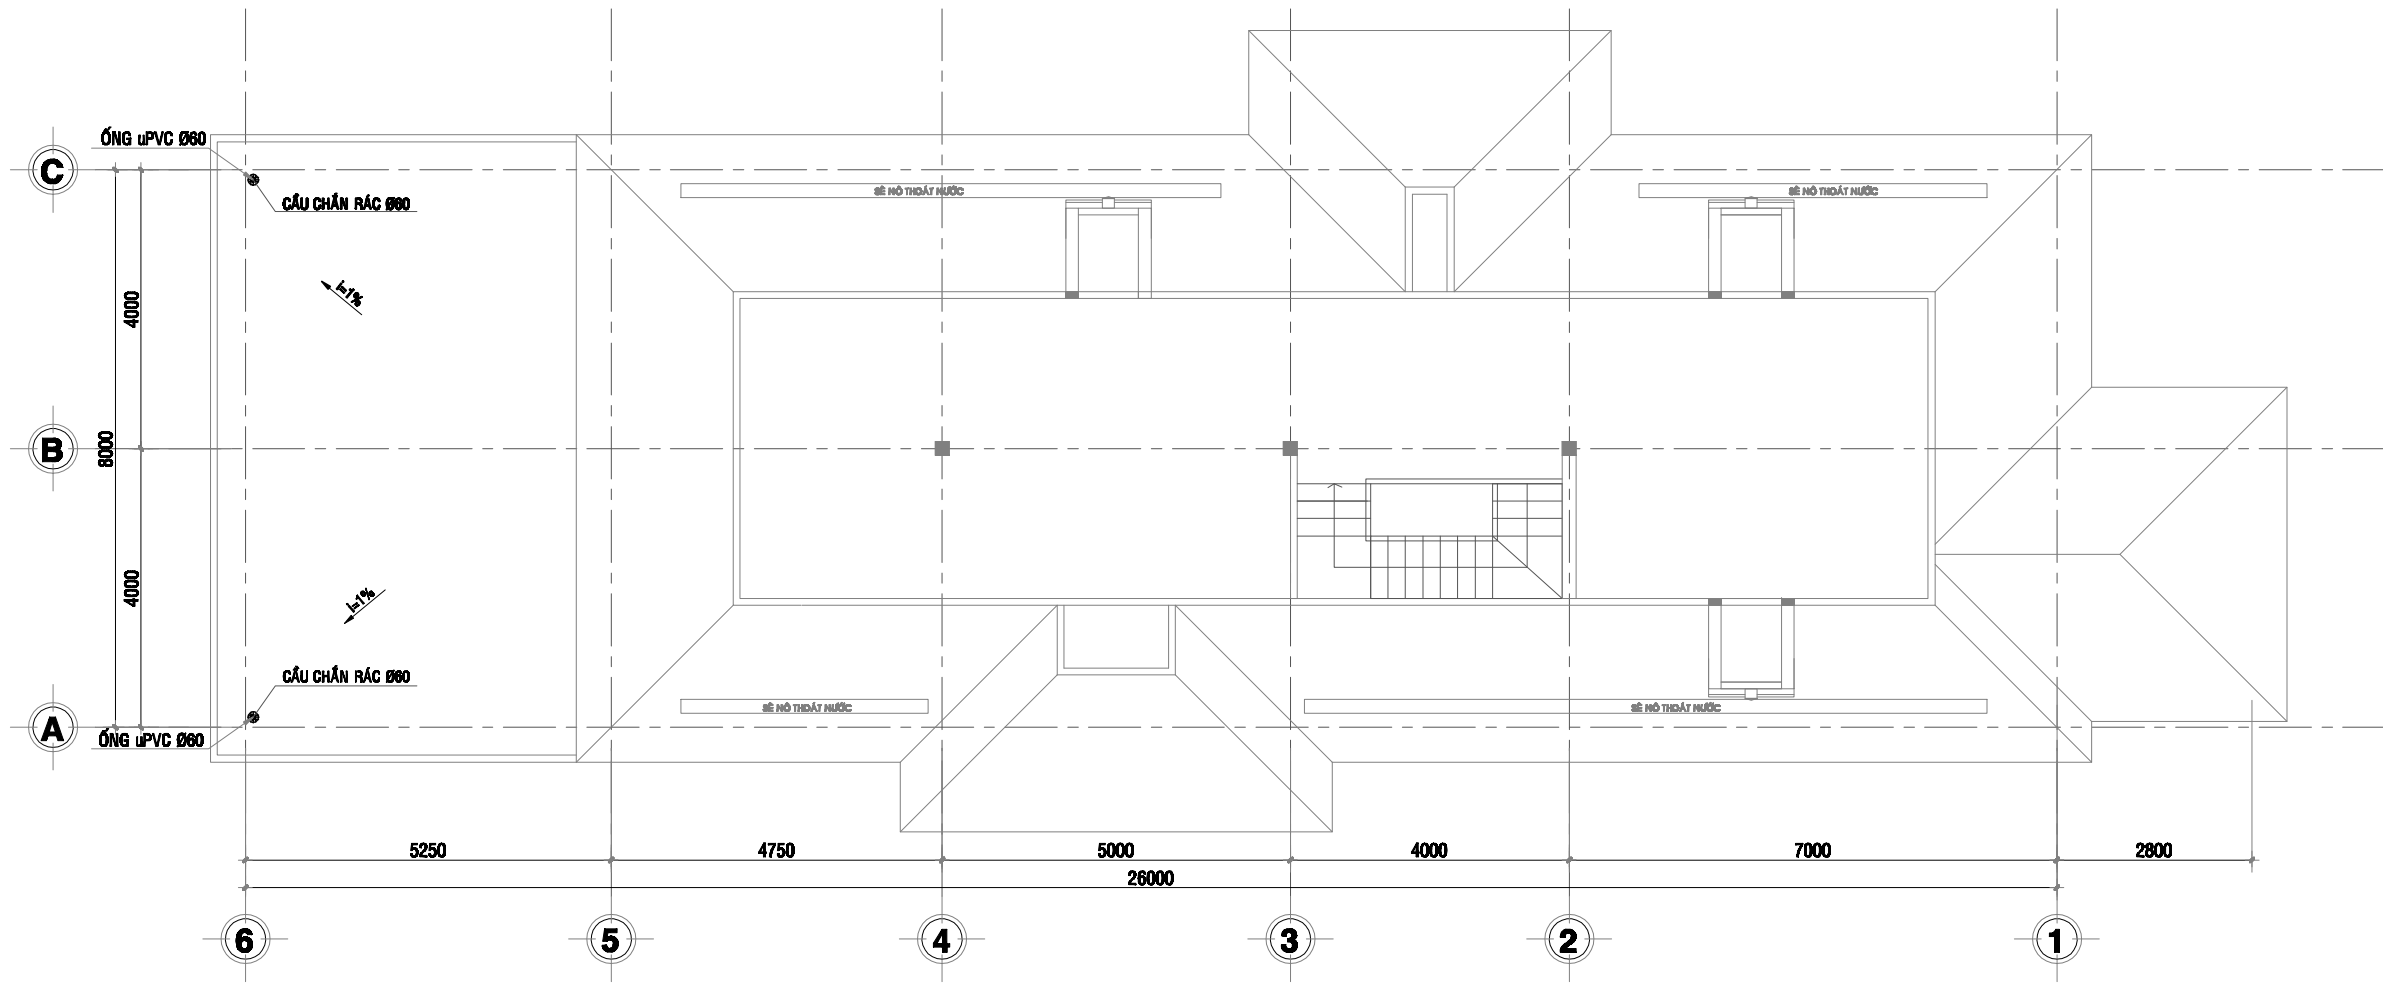 ỐNG uPVC Ø60
C
CẦU CHẮN RÁC Ø60
SÊ NÔ THOÁT NƯỚC
SÊ NÔ THOÁT NƯỚC
i=1%
4000
B
8000
4000
i=1%
CẦU CHẮN RÁC Ø60
SÊ NÔ THOÁT NƯỚC
SÊ NÔ THOÁT NƯỚC
A
ỐNG uPVC Ø60
5250
4750
5000
4000
7000
2800
26000
6
5
4
3
2
1